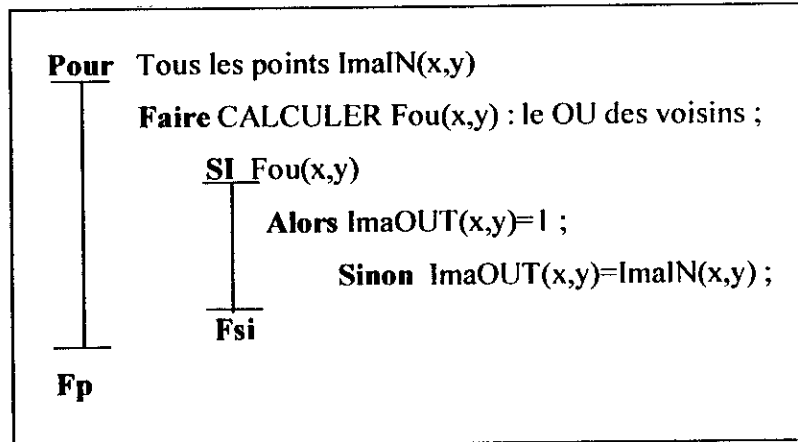 Pour Tous les points ImaIN(x,y)
Faire CALCULER Fou(x,y) : le OU des voisins ;
SI Fou(x,y)
Alors ImaOUT(x,y)=1 ;
Sinon ImaOUT(x,y)=ImaIN(x,y) ;
Fsi
Fp